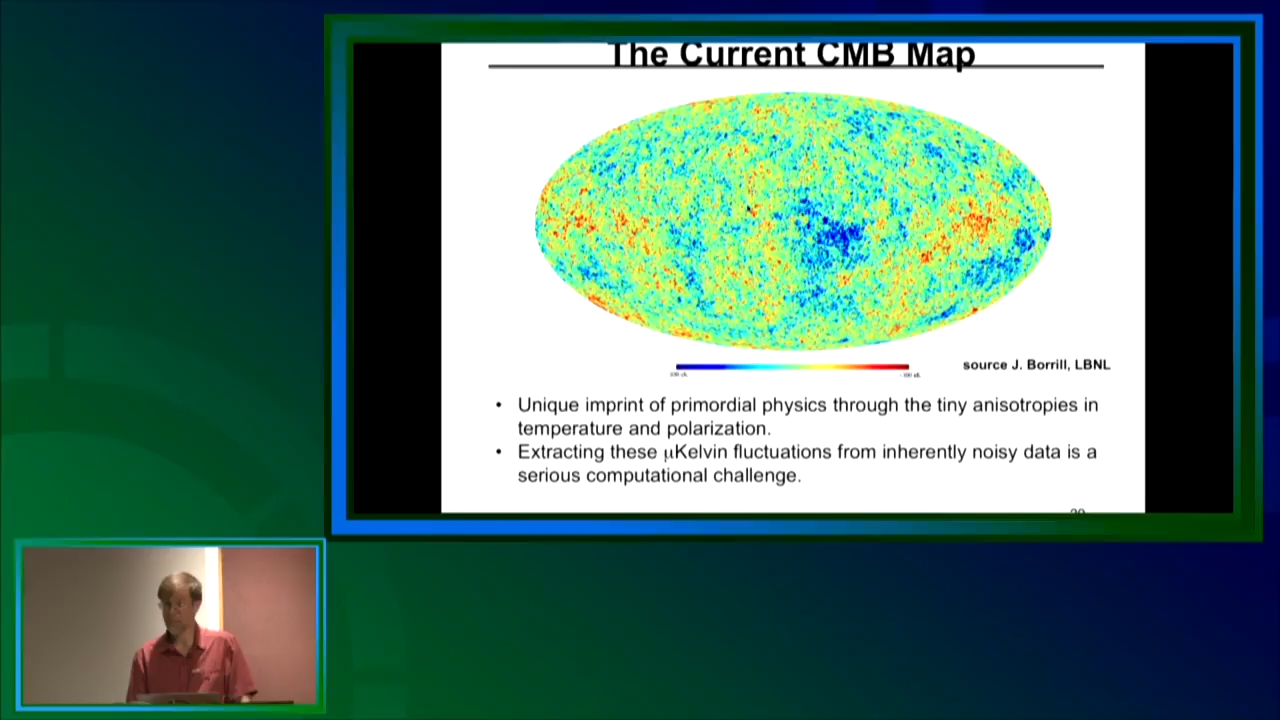 The Current CMB Map
source J. Borrill, LBNL
• Unique imprint of primordial physics through the tiny anisotropies in
temperature and polarization.
• Extracting these μKelvin fluctuations from inherently noisy data is a
serious computational challenge.